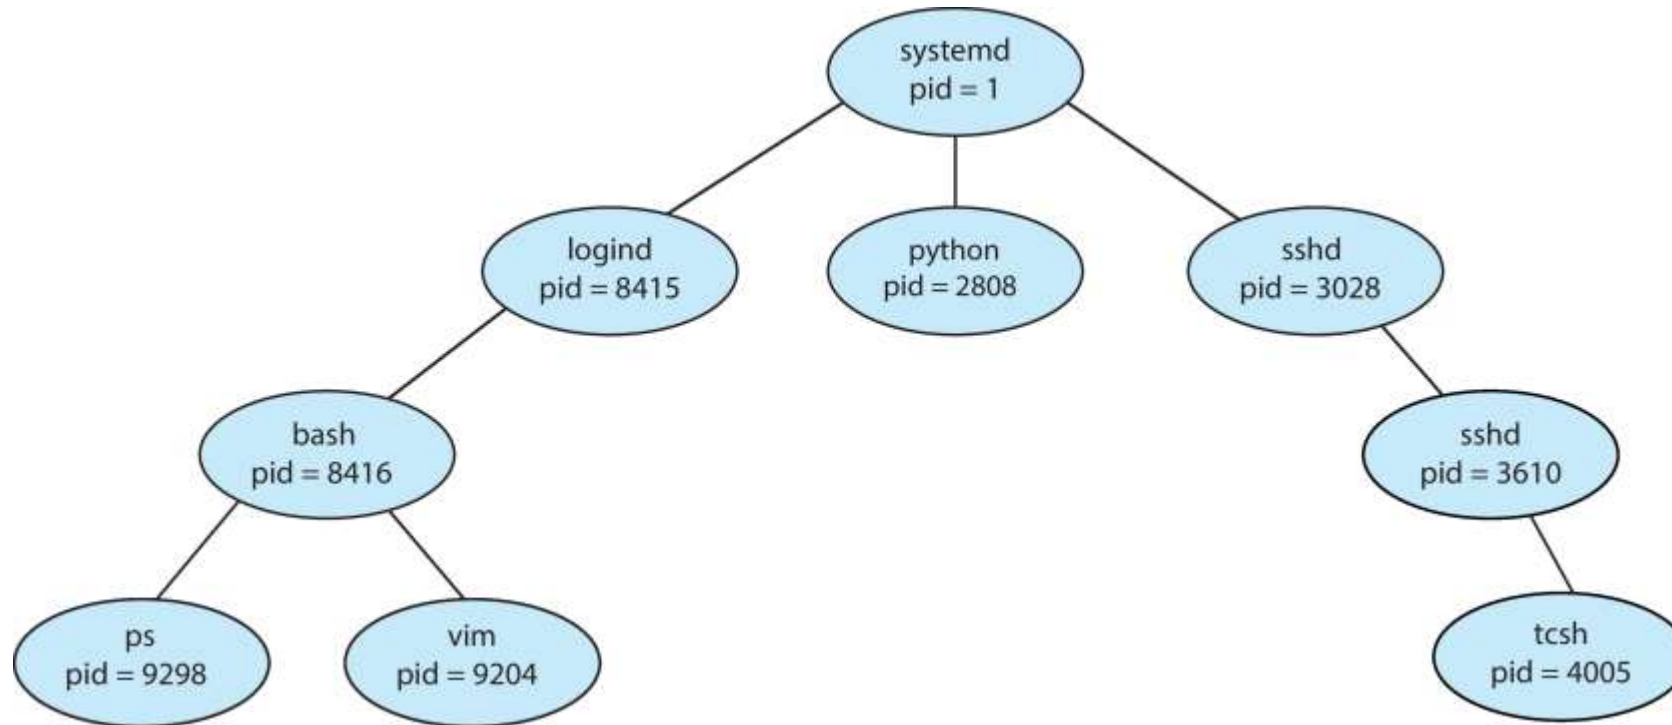 systemd
pid = 1
logind
pid = 8415
python
pid = 2808
sshd
pid = 3028
bash
pid = 8416
sshd
pid = 3610
ps
pid = 9298
vim
pid = 9204
tcsh
pid = 4005